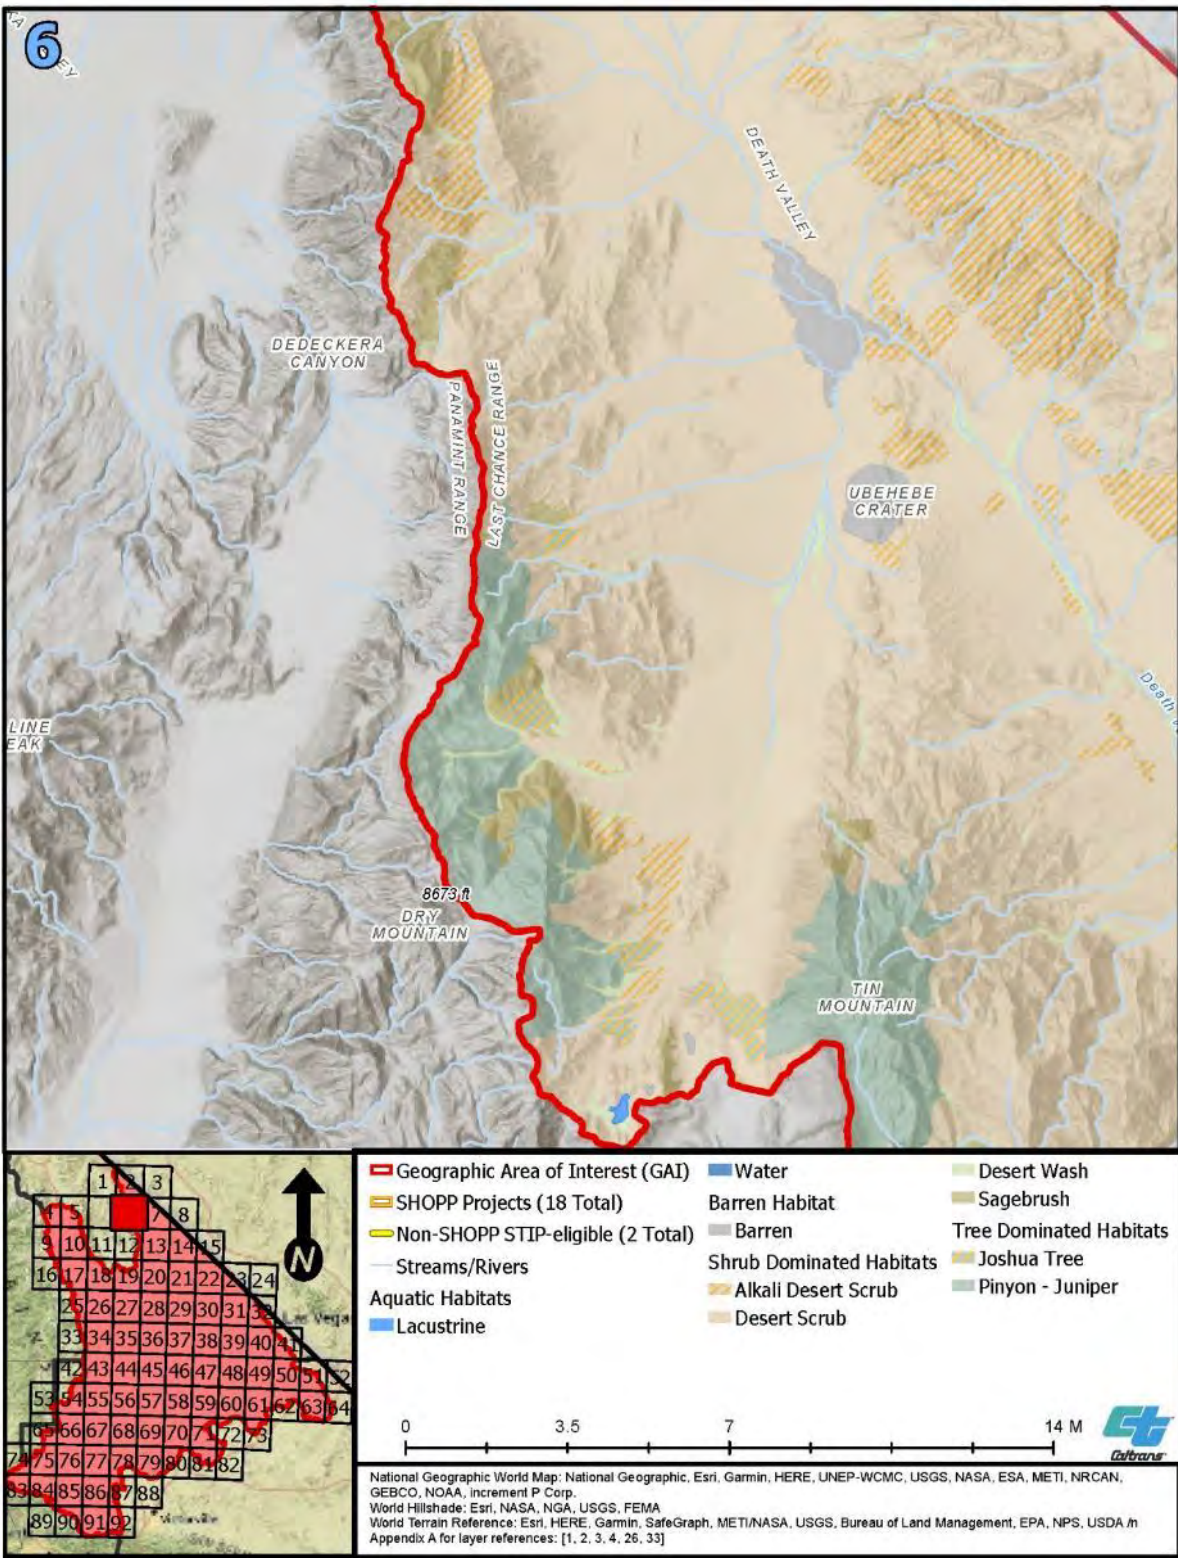 6
TA
EY
DEATH VALLEY
DEDECKERA
CANYON
PANAMINT RANGE
LAST CHANCE RANGE
UBEHEBE
CRATER
LINE
EAK
Death V
8673 ft
DRY
MOUNTAIN
TIN
MOUNTAIN
1 2 3
4 5 7 8
9 10 11 12 13 14 15
16 17 18 19 20 21 22 23 24
25 26 27 28 29 30 31 32
Las Vegas
33 34 35 36 37 38 39 40 41
42 43 44 45 46 47 48 49 50 51 52
53 54 55 56 57 58 59 60 61 62 63 64
65 66 67 68 69 70 71 72 73
74 75 76 77 78 79 80 81 82
83 84 85 86 87 88
89 90 91 92
Victorville
N
Geographic Area of Interest (GAI)
SHOPP Projects (18 Total)
Non-SHOPP STIP-eligible (2 Total)
Streams/Rivers
Aquatic Habitats
Lacustrine
Water
Barren Habitat
Barren
Shrub Dominated Habitats
Alkali Desert Scrub
Desert Scrub
Desert Wash
Sagebrush
Tree Dominated Habitats
Joshua Tree
Pinyon - Juniper
0 3.5 7 14 M
ct
Caltrans
National Geographic World Map: National Geographic, Esri, Garmin, HERE, UNEP-WCMC, USGS, NASA, ESA, METI, NRCAN,
GEBCO, NOAA, increment P Corp.
World Hillshade: Esri, NASA, NGA, USGS, FEMA
World Terrain Reference: Esri, HERE, Garmin, SafeGraph, METI/NASA, USGS, Bureau of Land Management, EPA, NPS, USDA /n
Appendix A for layer references: [1, 2, 3, 4, 26, 33]